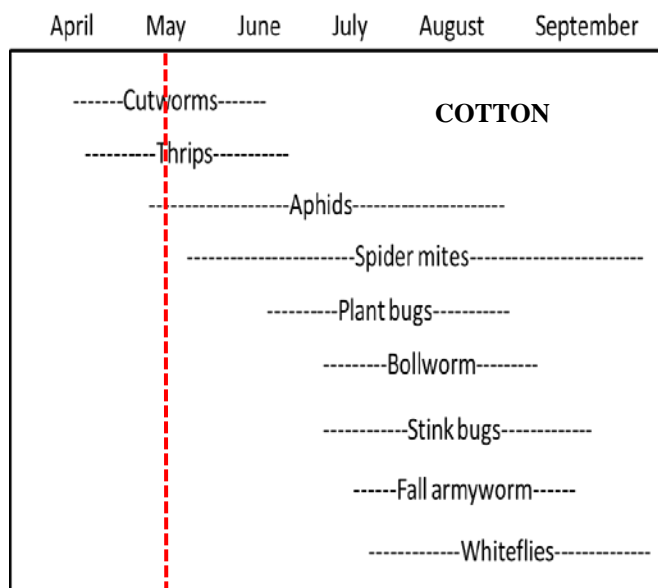 April May June July August September
-------Cutworms-------
COTTON
----------Thrips-----------
--------------------Aphids----------------------
------------------------Spider mites-------------------------
----------Plant bugs-----------
---------Bollworm---------
------------Stink bugs-------------
------Fall armyworm------
-------------Whiteflies--------------